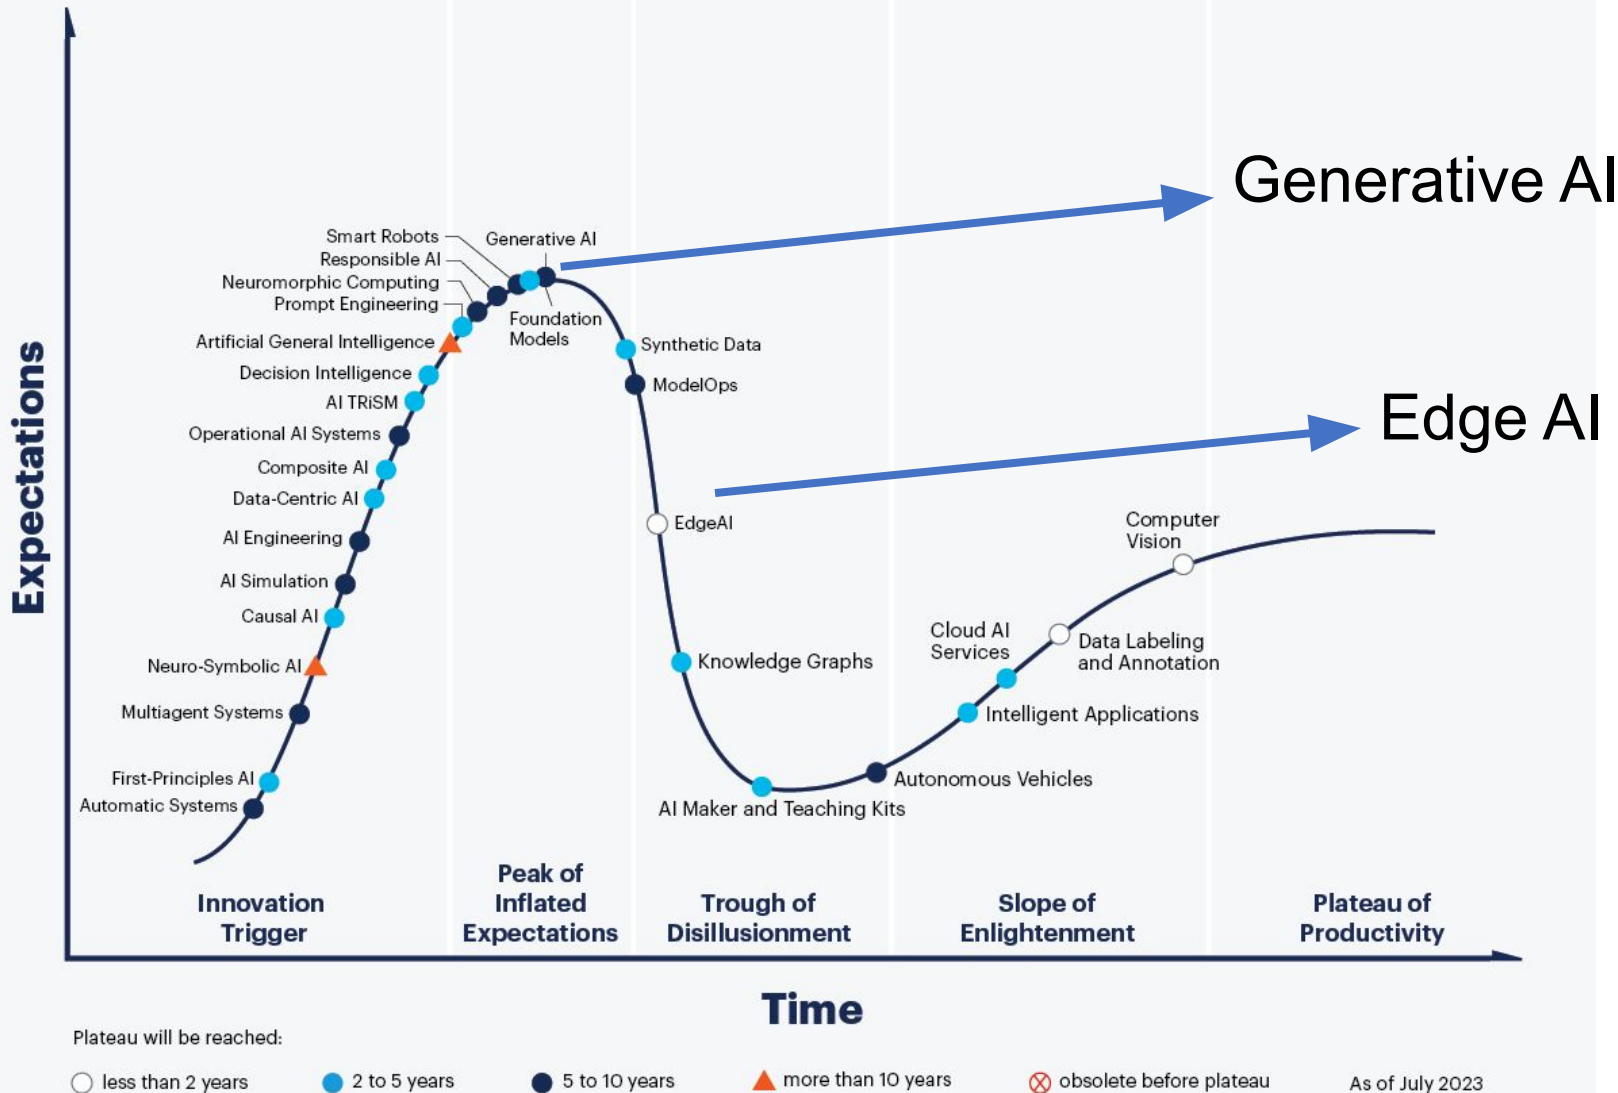 Generative AI
Edge AI
Expectations
Smart Robots
Generative AI
Responsible AI
Neuromorphic Computing
Prompt Engineering
Foundation
Models
Artificial General Intelligence
Synthetic Data
Decision Intelligence
ModelOps
AI TRiSM
Operational AI Systems
Composite AI
Data-Centric AI
EdgeAI
AI Engineering
Computer
Vision
AI Simulation
Causal AI
Cloud AI
Services
Data Labeling
and Annotation
Neuro-Symbolic AI
Knowledge Graphs
Multiagent Systems
Intelligent Applications
First-Principles AI
Autonomous Vehicles
Automatic Systems
AI Maker and Teaching Kits
Innovation
Trigger
Peak of
Inflated
Expectations
Trough of
Disillusionment
Slope of
Enlightenment
Plateau of
Productivity
Time
Plateau will be reached:
less than 2 years
2 to 5 years
5 to 10 years
more than 10 years
obsolete before plateau
As of July 2023